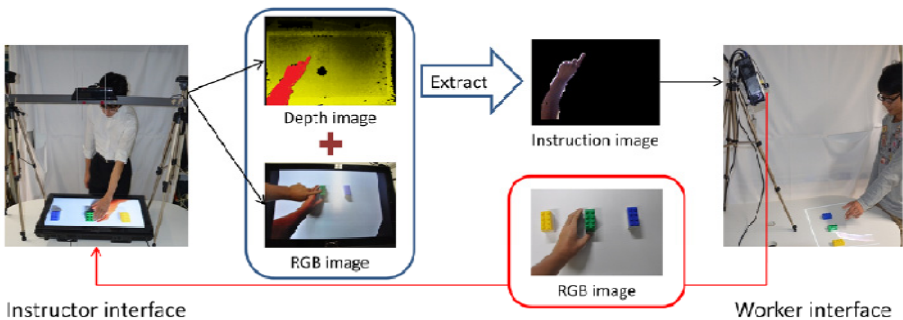 Depth image
Extract
Instruction image
RGB image
RGB image
Instructor interface
Worker interface